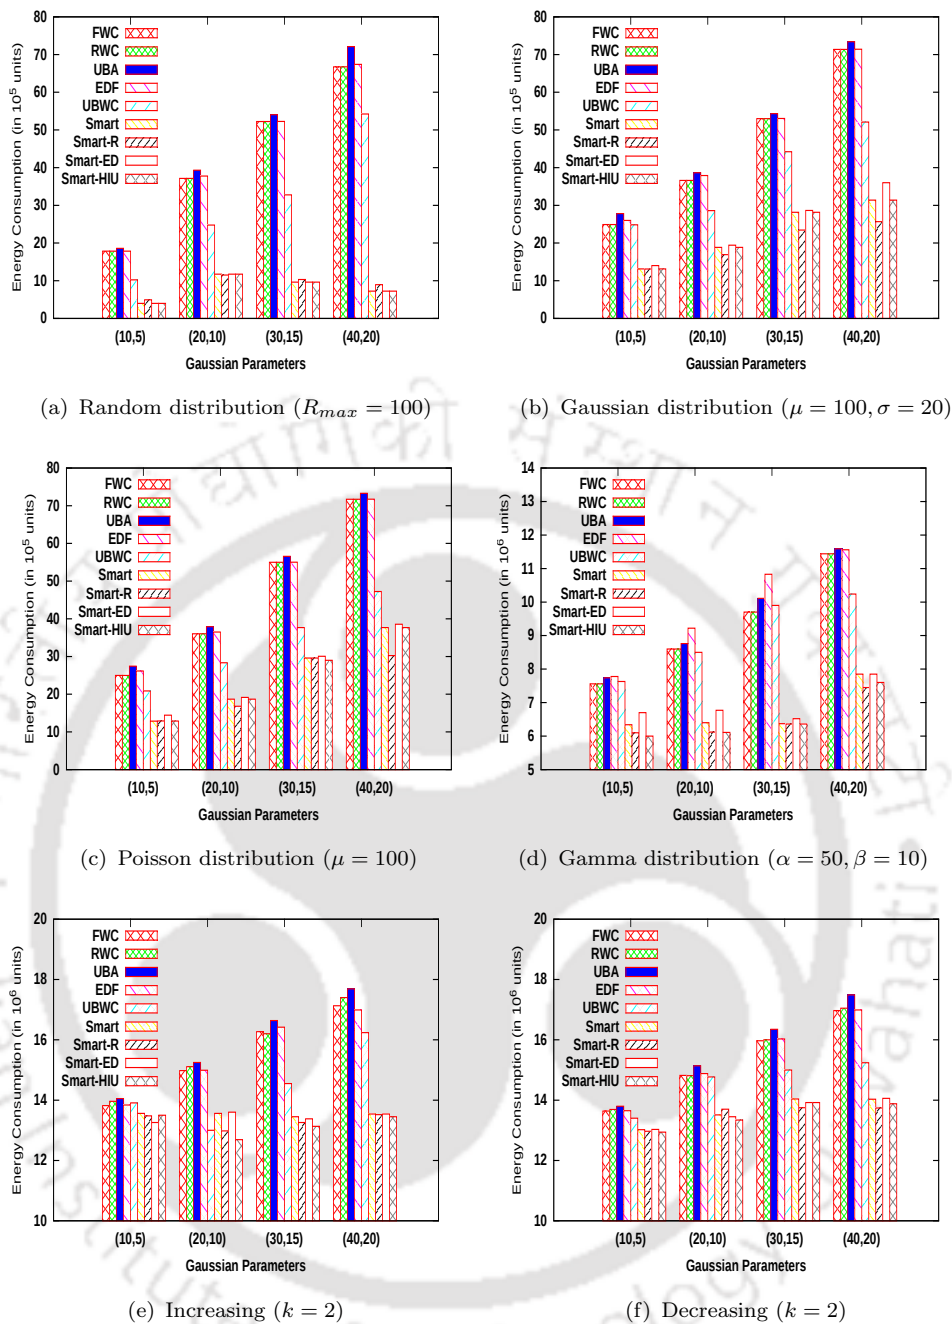 80
70
60
50
40
30
20
10
0
Energy Consumption (in 10^5 units)
FWC
RWC
UBA
EDF
UBWC
Smart
Smart-R
Smart-ED
Smart-HIU
(10,5) (20,10) (30,15) (40,20)
Gaussian Parameters
(a) Random distribution (R_max = 100)
80
70
60
50
40
30
20
10
0
Energy Consumption (in 10^5 units)
FWC
RWC
UBA
EDF
UBWC
Smart
Smart-R
Smart-ED
Smart-HIU
(10,5) (20,10) (30,15) (40,20)
Gaussian Parameters
(b) Gaussian distribution (μ = 100, σ = 20)
80
70
60
50
40
30
20
10
0
Energy Consumption (in 10^5 units)
FWC
RWC
UBA
EDF
UBWC
Smart
Smart-R
Smart-ED
Smart-HIU
(10,5) (20,10) (30,15) (40,20)
Gaussian Parameters
(c) Poisson distribution (μ = 100)
14
13
12
11
10
9
8
7
6
5
Energy Consumption (in 10^6 units)
FWC
RWC
UBA
EDF
UBWC
Smart
Smart-R
Smart-ED
Smart-HIU
(10,5) (20,10) (30,15) (40,20)
Gaussian Parameters
(d) Gamma distribution (α = 50, β = 10)
20
18
16
14
12
10
Energy Consumption (in 10^6 units)
FWC
RWC
UBA
EDF
UBWC
Smart
Smart-R
Smart-ED
Smart-HIU
(10,5) (20,10) (30,15) (40,20)
Gaussian Parameters
(e) Increasing (k = 2)
20
18
16
14
12
10
Energy Consumption (in 10^6 units)
FWC
RWC
UBA
EDF
UBWC
Smart
Smart-R
Smart-ED
Smart-HIU
(10,5) (20,10) (30,15) (40,20)
Gaussian Parameters
(f) Decreasing (k = 2)